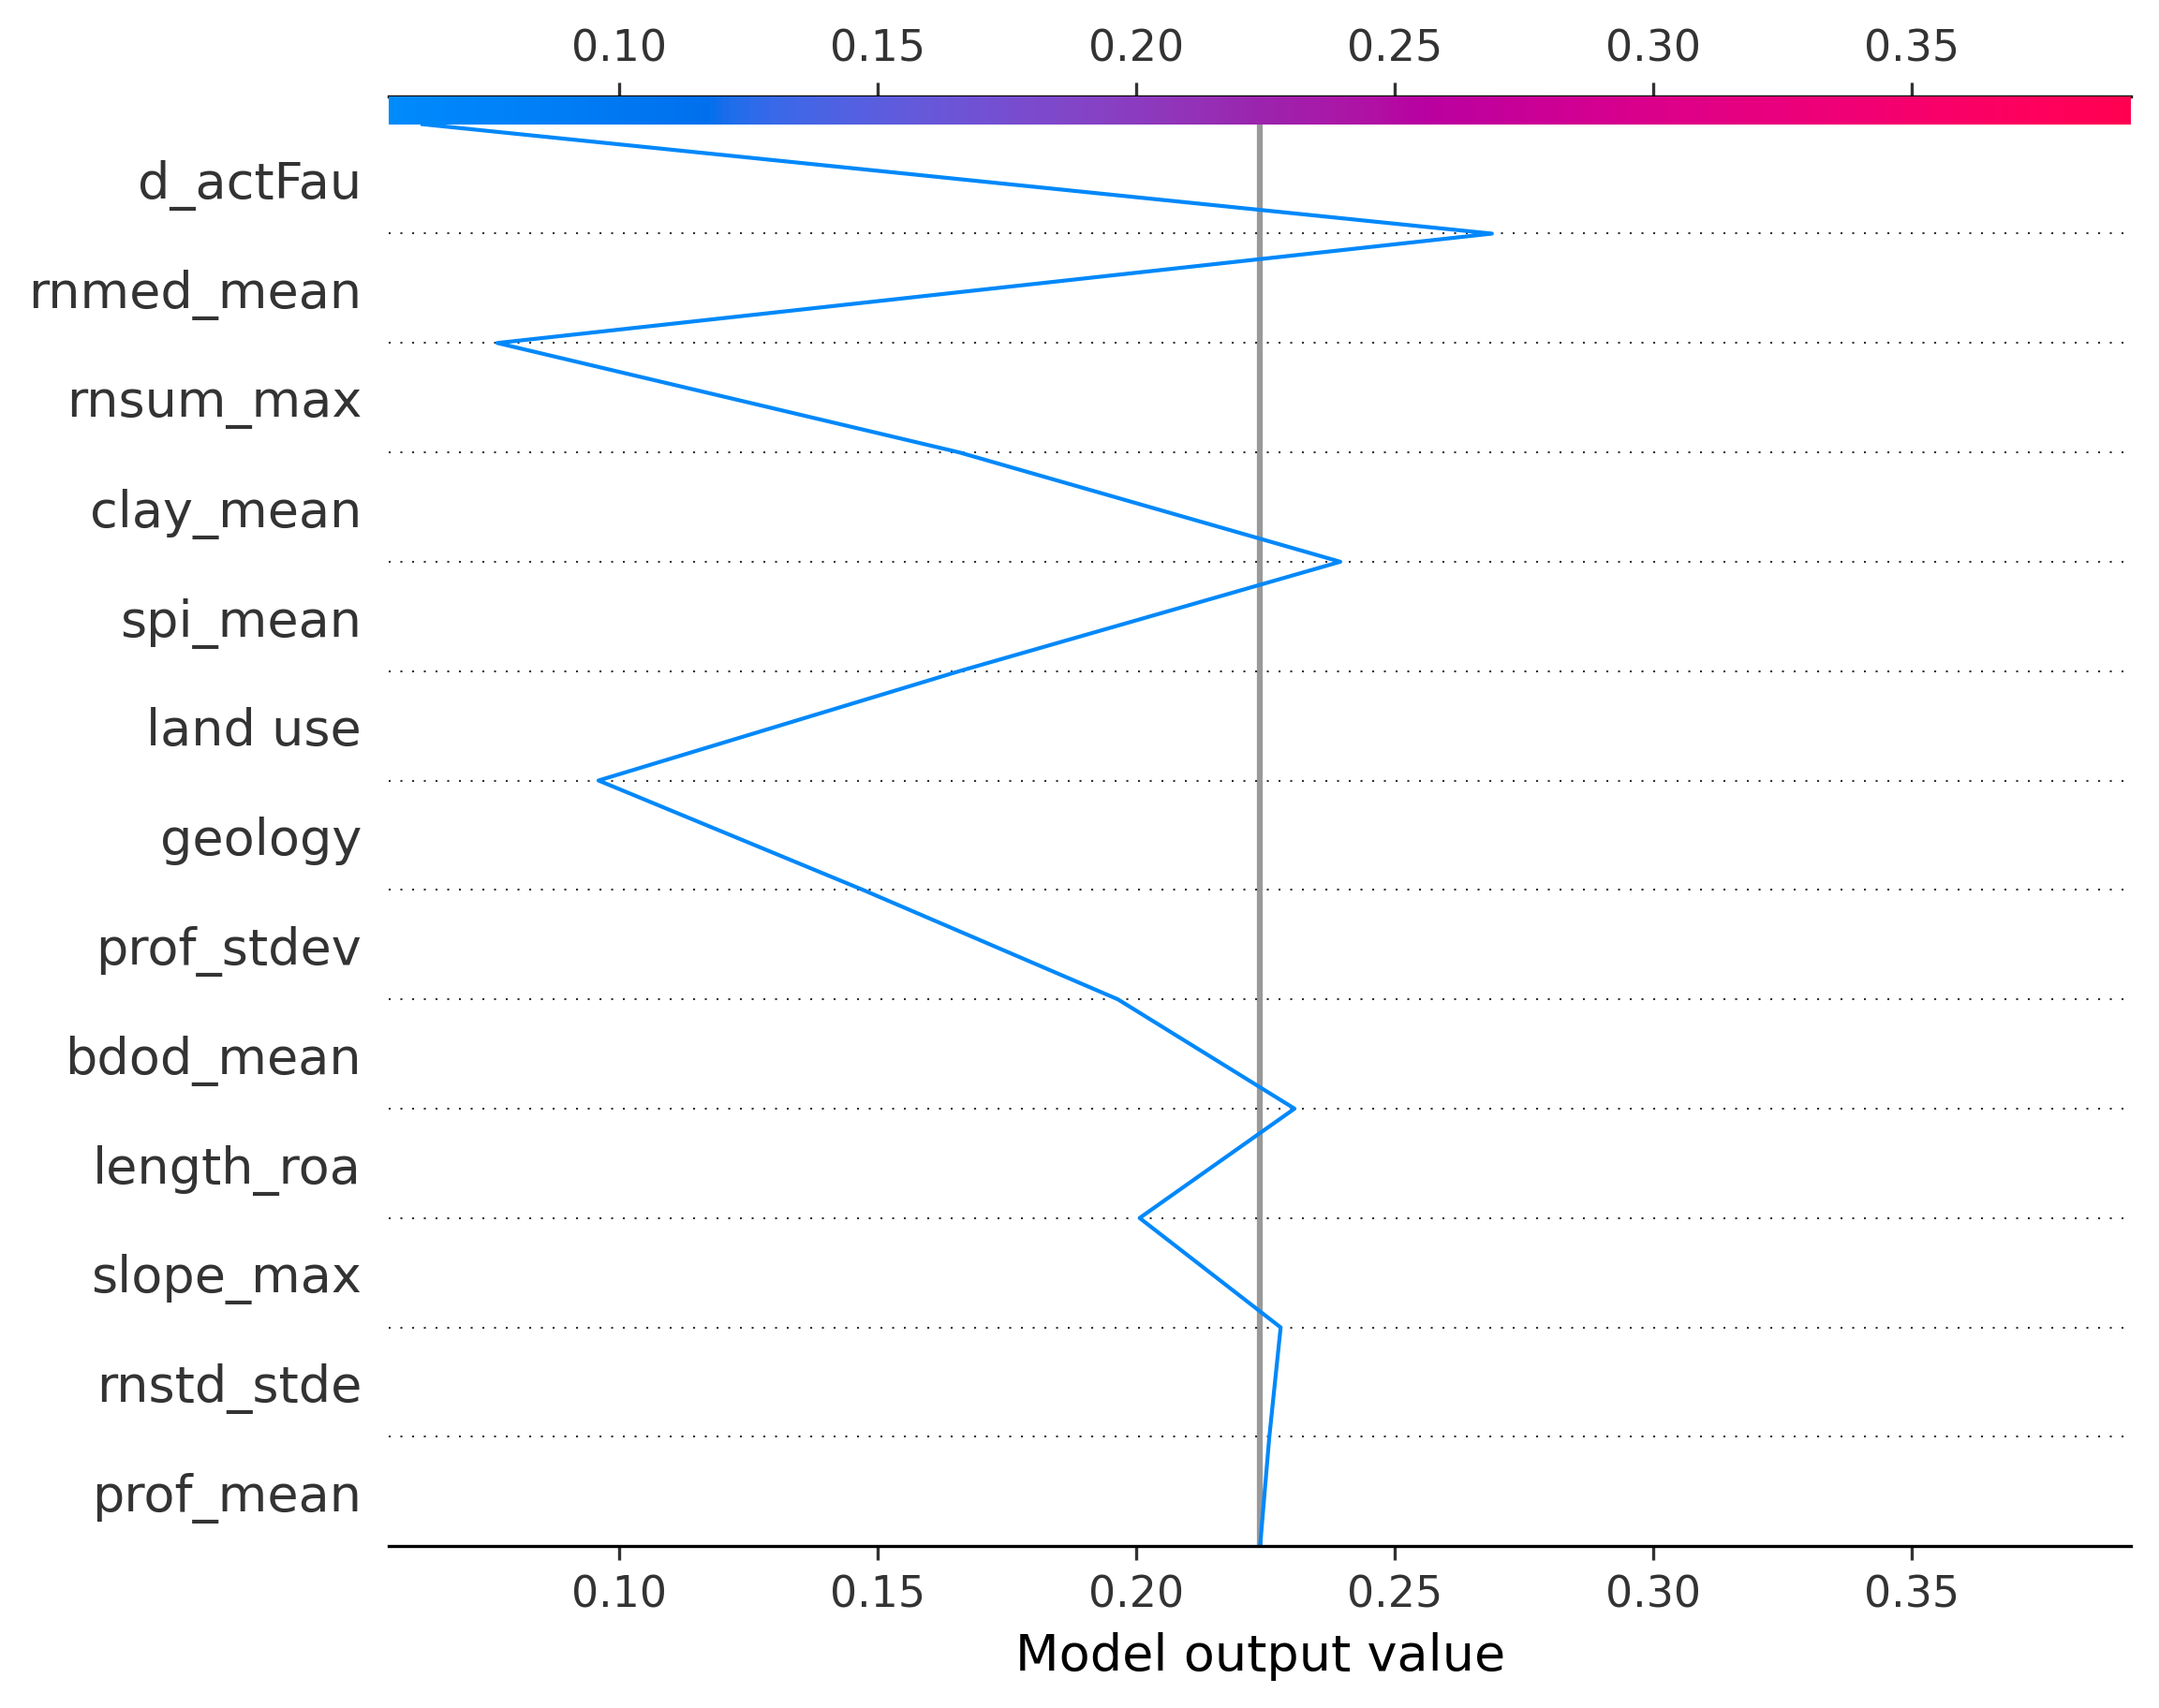 0.10 0.15 0.20 0.25 0.30 0.35
d_actFau
rnmed_mean
rnsum_max
clay_mean
spi_mean
land use
geology
prof_stdev
bdod_mean
length_roa
slope_max
rnstd_stde
prof_mean
0.10 0.15 0.20 0.25 0.30 0.35
Model output value